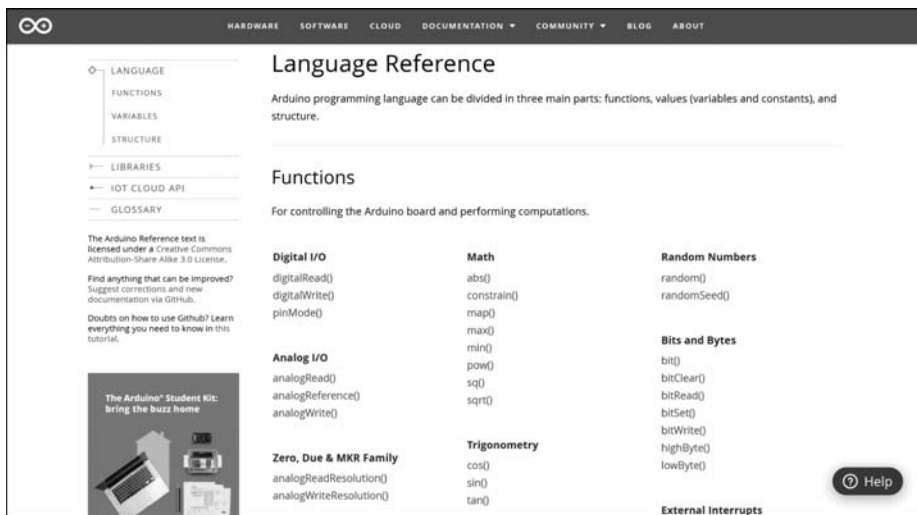 HARDWARE SOFTWARE CLOUD DOCUMENTATION COMMUNITY BLOG ABOUT
LANGUAGE
FUNCTIONS
VARIABLES
STRUCTURE
LIBRARIES
IOT CLOUD API
GLOSSARY
The Arduino Reference text is
licensed under a Creative Commons
Attribution-Share Alike 3.0 License.
Find anything that can be improved?
Suggest corrections and new
documentation via GitHub.
Doubts on how to use Github? Learn
everything you need to know in this
tutorial.
The Arduino® Student Kit:
bring the buzz home
Language Reference
Arduino programming language can be divided in three main parts: functions, values (variables and constants), and
structure.
Functions
For controlling the Arduino board and performing computations.
Digital I/O
digitalRead()
digitalWrite()
pinMode()
Analog I/O
analogRead()
analogReference()
analogWrite()
Zero, Due & MKR Family
analogReadResolution()
analogWriteResolution()
Math
abs()
constrain()
map()
max()
min()
pow()
sq()
sqrt()
Trigonometry
cos()
sin()
tan()
Random Numbers
random()
randomSeed()
Bits and Bytes
bit()
bitClear()
bitRead()
bitSet()
bitWrite()
highByte()
lowByte()
External Interrupts
Help